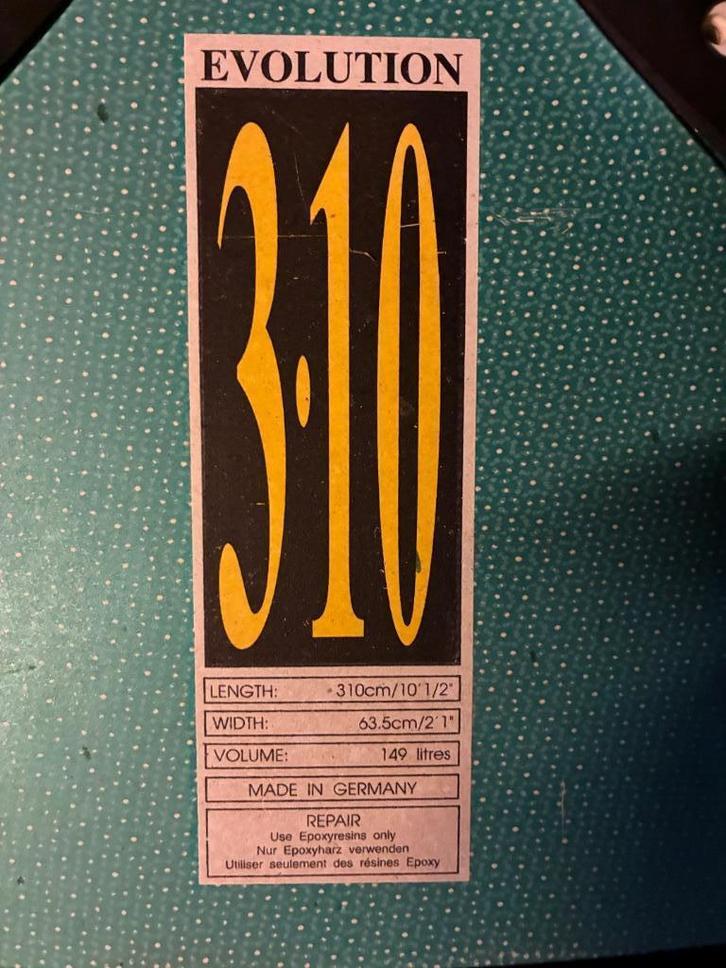 EVOLUTION
3·10
LENGTH: 310cm/10'1/2"
WIDTH: 63.5cm/2'1"
VOLUME: 149 litres
MADE IN GERMANY
REPAIR
Use Epoxyresins only
Nur Epoxyharz verwenden
Utiliser seulement des résines Epoxy